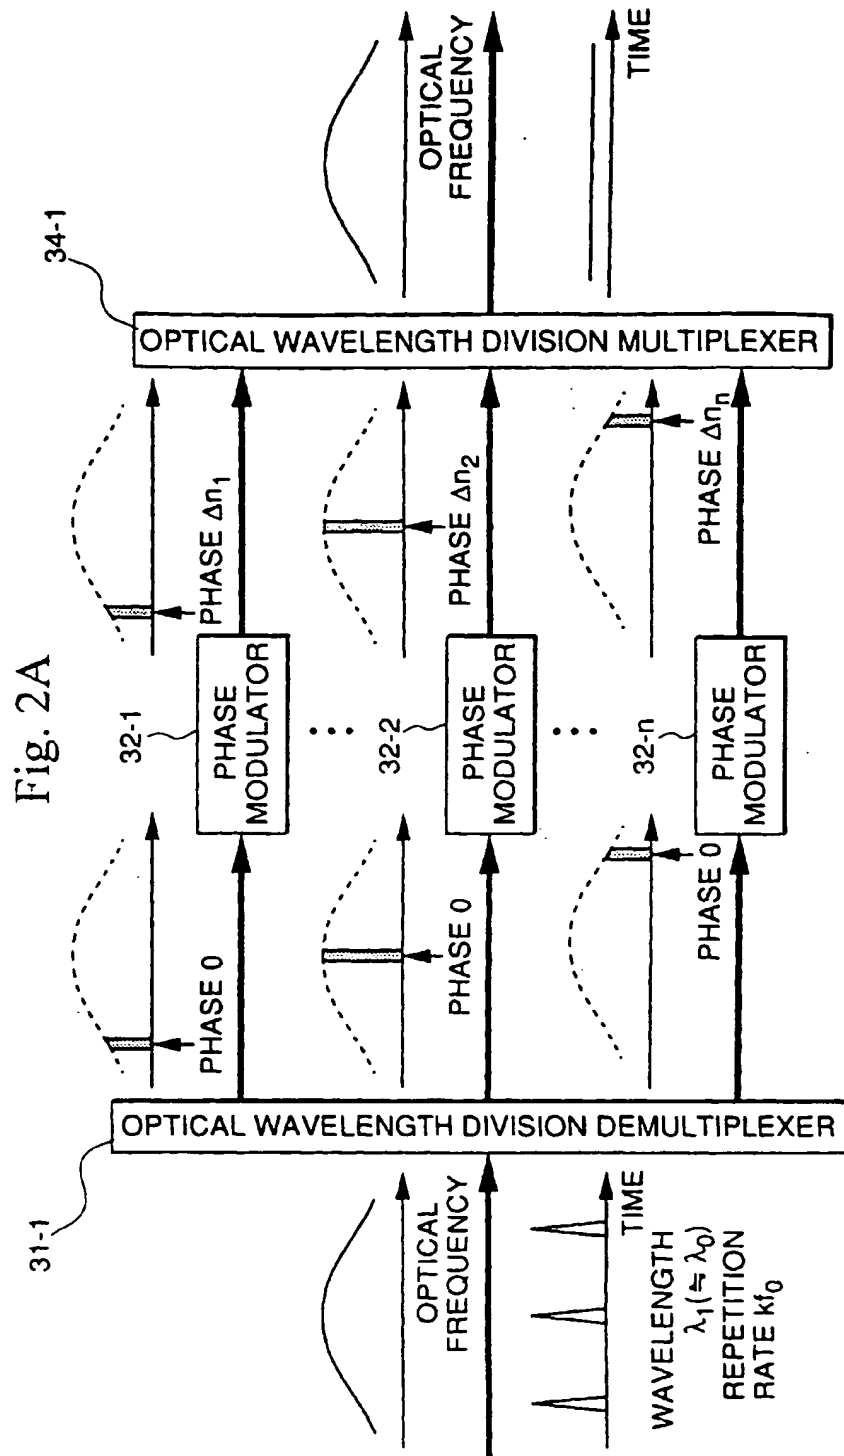 Fig. 2A
31-1
OPTICAL WAVELENGTH DIVISION DEMULTIPLEXER
OPTICAL
FREQUENCY
TIME
WAVELENGTH
λ₁(≒ λ₀)
REPETITION
RATE kf₀
PHASE 0
PHASE 0
PHASE 0
32-1
PHASE
MODULATOR
32-2
PHASE
MODULATOR
32-n
PHASE
MODULATOR
PHASE Δn₁
PHASE Δn₂
PHASE Δnₙ
34-1
OPTICAL WAVELENGTH DIVISION MULTIPLEXER
OPTICAL
FREQUENCY
TIME